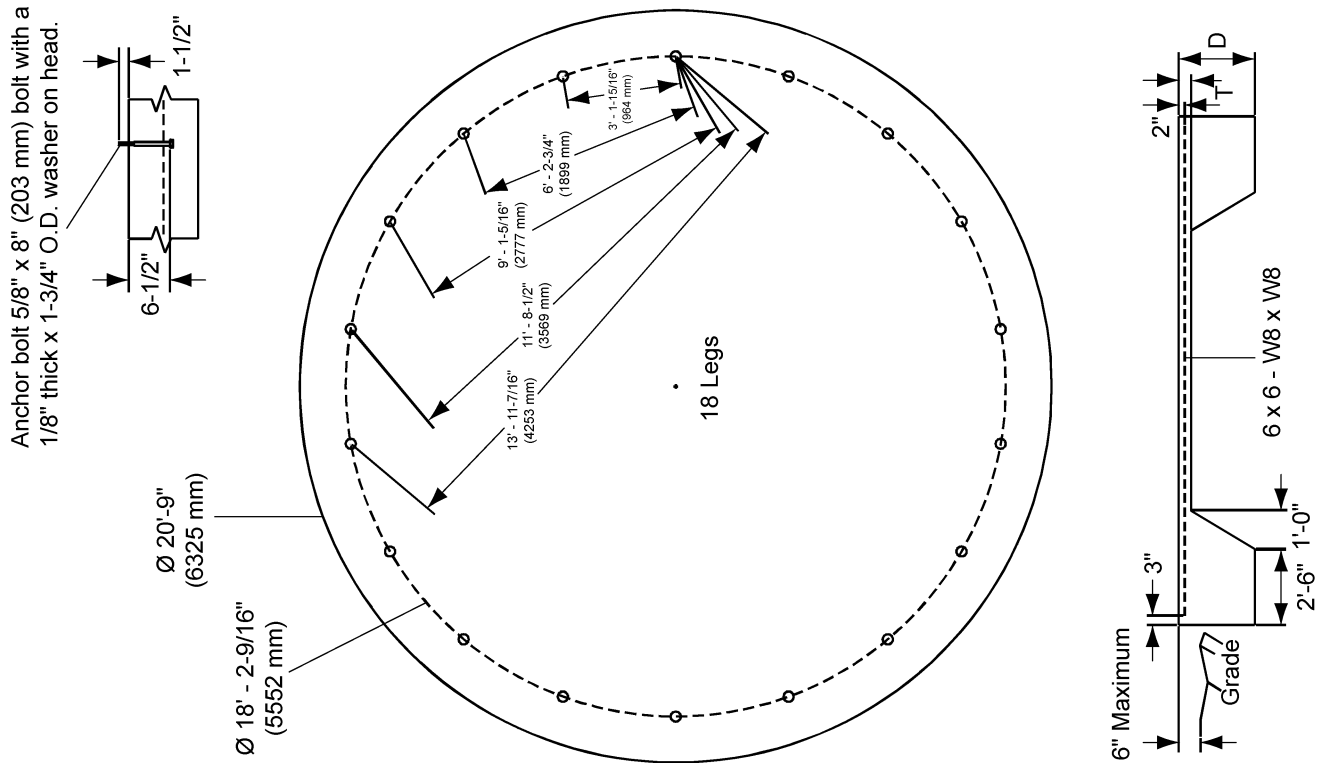 Anchor bolt 5/8" x 8" (203 mm) bolt with a
1/8" thick x 1-3/4" O.D. washer on head.
1-1/2"
6-1/2"
Ø 20'-9"
(6325 mm)
Ø 18' - 2-9/16"
(5552 mm)
3' - 1-15/16"
(964 mm)
6' - 2-3/4"
(1899 mm)
9' - 1-5/16"
(2777 mm)
11' - 8-1/2"
(3569 mm)
13' - 11-7/16"
(4253 mm)
18 Legs
6" Maximum
Grade
3"
2'-6"
1'-0"
6 x 6 - W8 x W8
2"
T
D